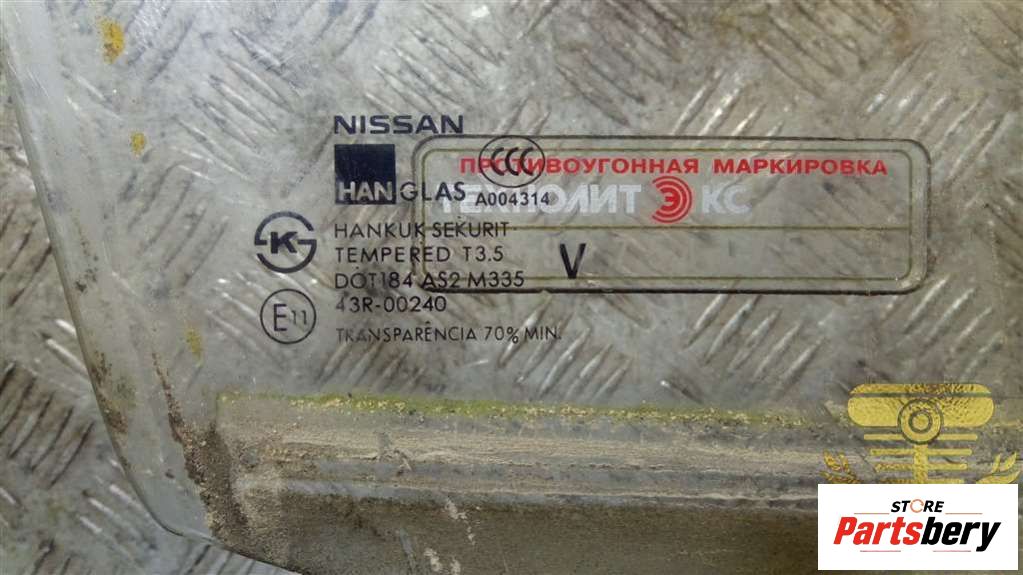 NISSAN
CCC
ПРОТИВОУГОННАЯ МАРКИРОВКА
HANGLAS A004314
ТЕХНОЛИТ Э КС
HANKUK SEKURIT
K
TEMPERED T3.5
V
DOT184 AS2 M335
43R-00240
E11
TRANSPARÊNCIA 70% MIN.
STORE
Partsbery